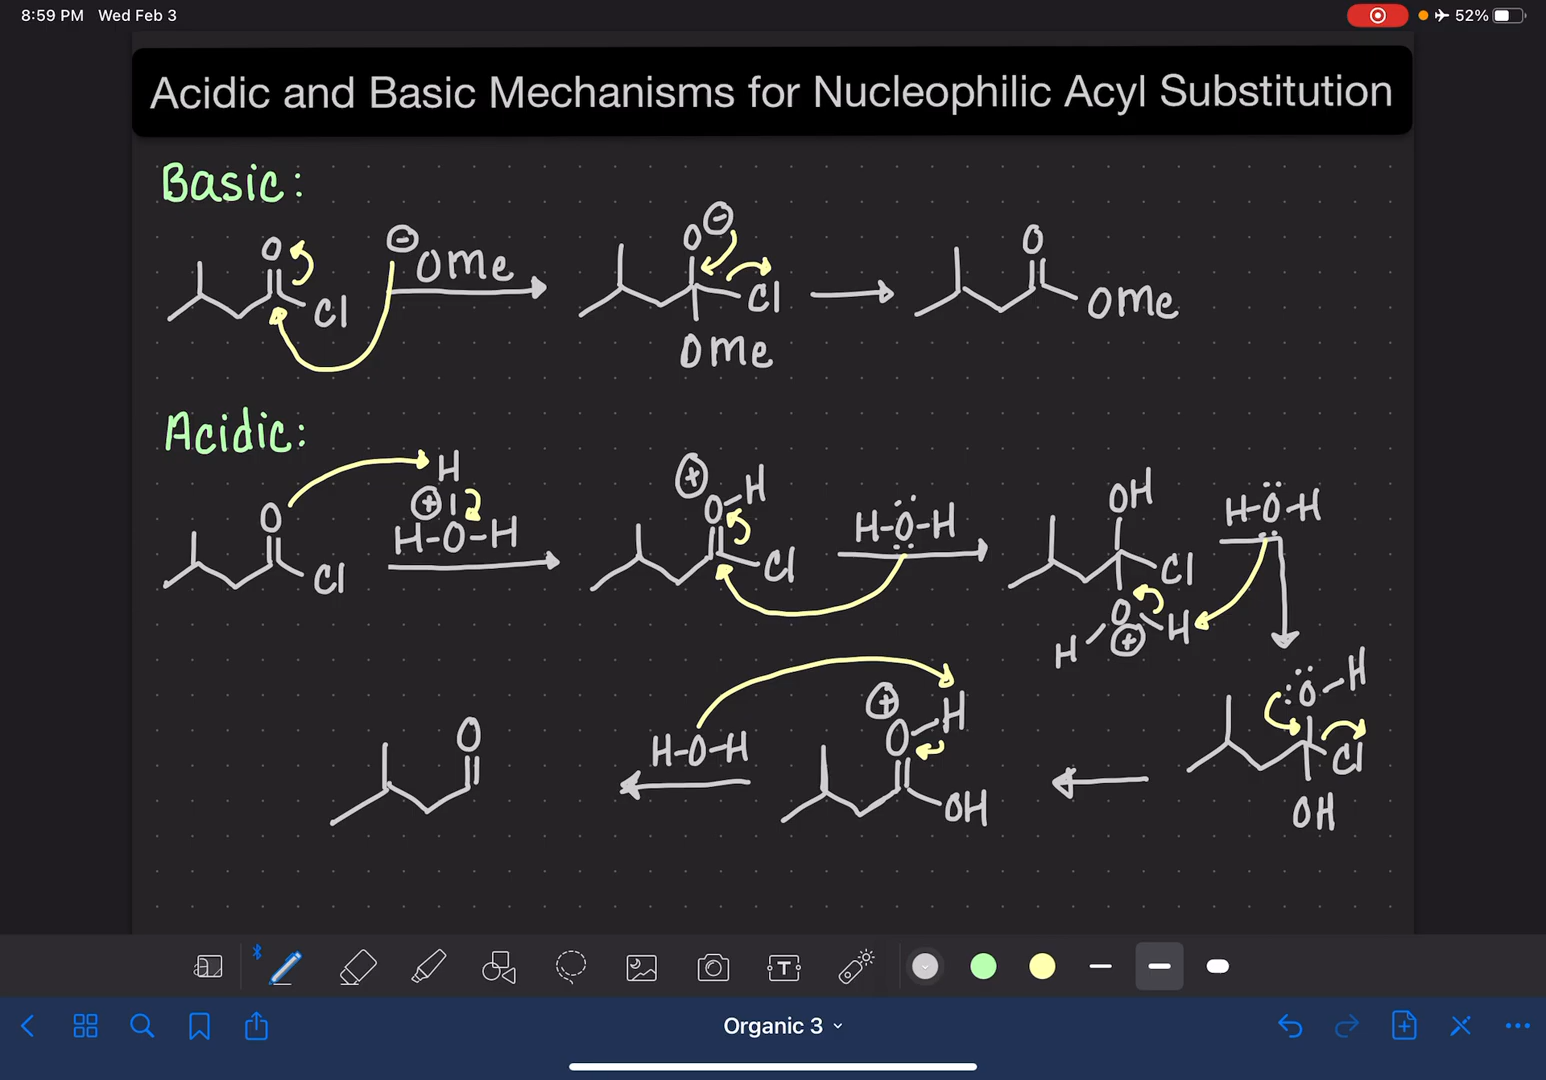 8:59 PM Wed Feb 3
52%
Acidic and Basic Mechanisms for Nucleophilic Acyl Substitution
Basic:
O
Cl
⊖OMe
O⊖
Cl
OMe
O
OMe
Acidic:
O
Cl
H
⊕
H-O-H
⊕
O-H
Cl
H-Ö-H
OH
Cl
O
H ⊕ H
H-Ö-H
:Ö-H
Cl
OH
⊕
O-H
OH
H-O-H
O
T
Organic 3